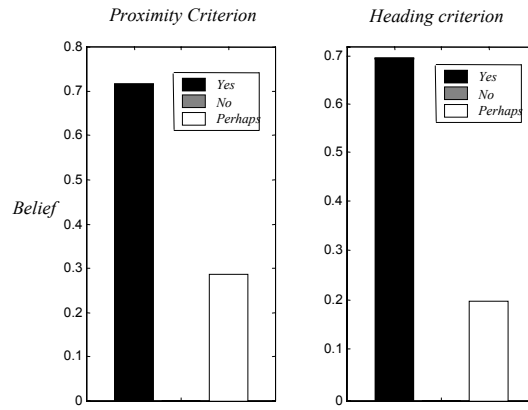 Proximity Criterion
Heading criterion
0.8
0.7
0.6
0.5
0.4
0.3
0.2
0.1
0
Belief
Yes
No
Perhaps
0.7
0.6
0.5
0.4
0.3
0.2
0.1
0
Yes
No
Perhaps